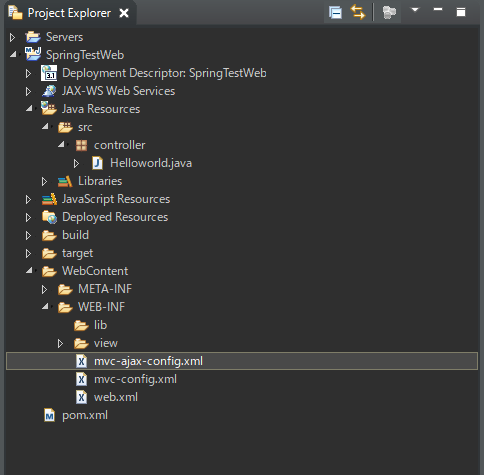 Project Explorer
Servers
SpringTestWeb
3.1 Deployment Descriptor: SpringTestWeb
JAX-WS Web Services
Java Resources
src
controller
J Helloworld.java
Libraries
JavaScript Resources
Deployed Resources
build
target
WebContent
META-INF
WEB-INF
lib
view
X mvc-ajax-config.xml
X mvc-config.xml
X web.xml
M pom.xml